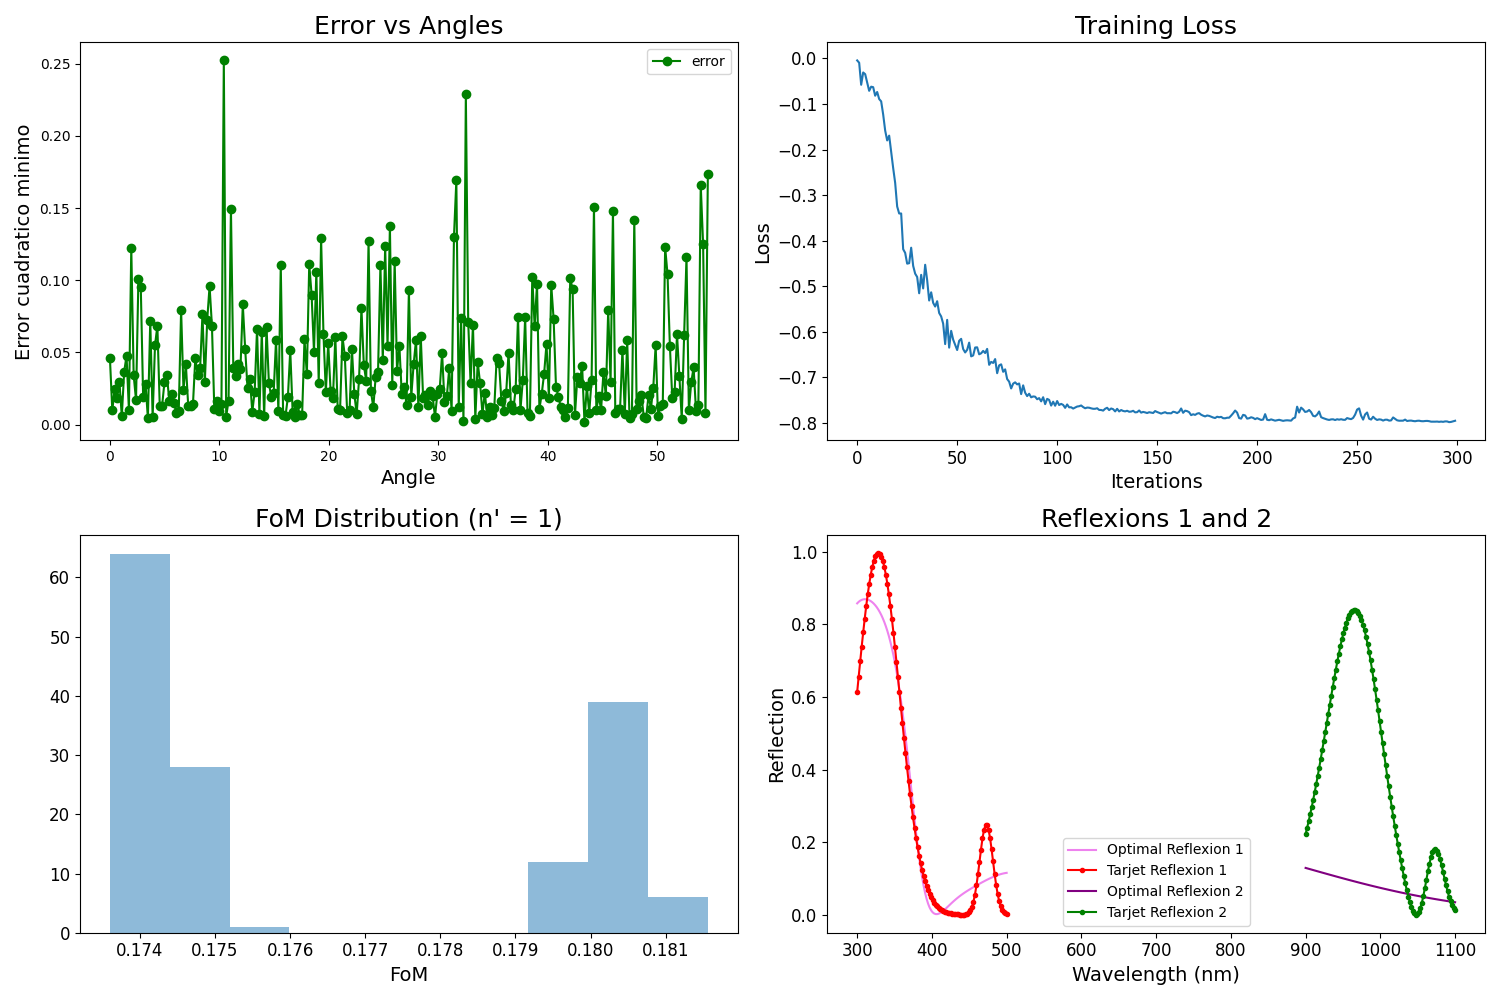 Error vs Angles
error
Error cuadratico minimo
0.25
0.20
0.15
0.10
0.05
0.00
0 10 20 30 40 50
Angle
Training Loss
Loss
0.0
−0.1
−0.2
−0.3
−0.4
−0.5
−0.6
−0.7
−0.8
0 50 100 150 200 250 300
Iterations
FoM Distribution (n' = 1)
60
50
40
30
20
10
0
0.174 0.175 0.176 0.177 0.178 0.179 0.180 0.181
FoM
Reflexions 1 and 2
Reflection
1.0
0.8
0.6
0.4
0.2
0.0
Optimal Reflexion 1
Tarjet Reflexion 1
Optimal Reflexion 2
Tarjet Reflexion 2
300 400 500 600 700 800 900 1000 1100
Wavelength (nm)